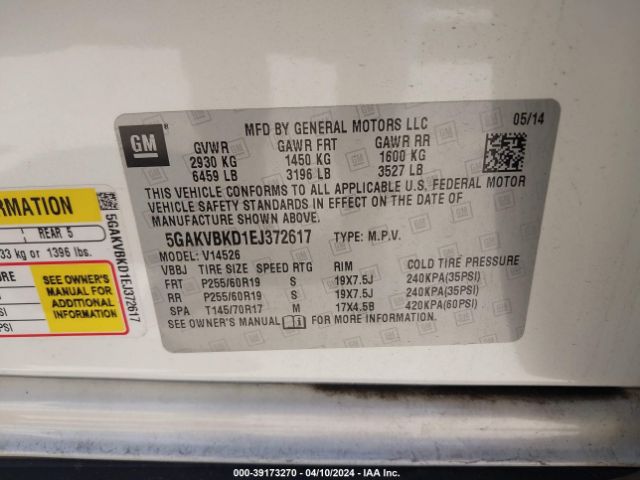 GM
®
MFD BY GENERAL MOTORS LLC
05/14
GVWR GAWR FRT GAWR RR
2930 KG 1450 KG 1600 KG
6459 LB 3196 LB 3527 LB
THIS VEHICLE CONFORMS TO ALL APPLICABLE U.S. FEDERAL MOTOR
VEHICLE SAFETY STANDARDS IN EFFECT ON THE DATE OF
MANUFACTURE SHOWN ABOVE.
5GAKVBKD1EJ372617 TYPE: M.P.V.
MODEL: V14526
VBBJ TIRE SIZE SPEED RTG RIM COLD TIRE PRESSURE
FRT P255/60R19 S 19X7.5J 240KPA(35PSI)
RR P255/60R19 S 19X7.5J 240KPA(35PSI)
SPA T145/70R17 M 17X4.5B 420KPA(60PSI)
SEE OWNER'S MANUAL FOR MORE INFORMATION.
REAR 5
33 kg or 1396 lbs.
SEE OWNER'S
MANUAL FOR
ADDITIONAL
INFORMATION
5GAKVBKD1EJ372617
000-39173270 - 04/10/2024 - IAA Inc.